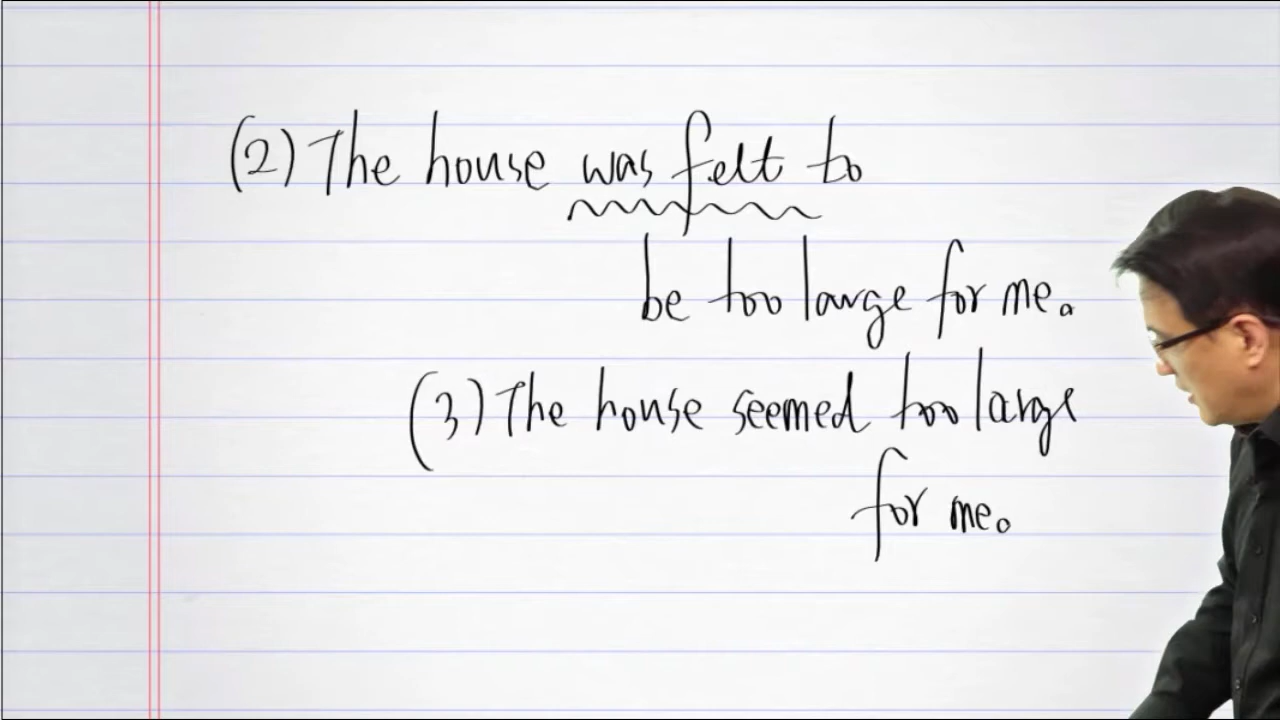 (2) The house was felt to
be too large for me.
(3) The house seemed too large
for me.